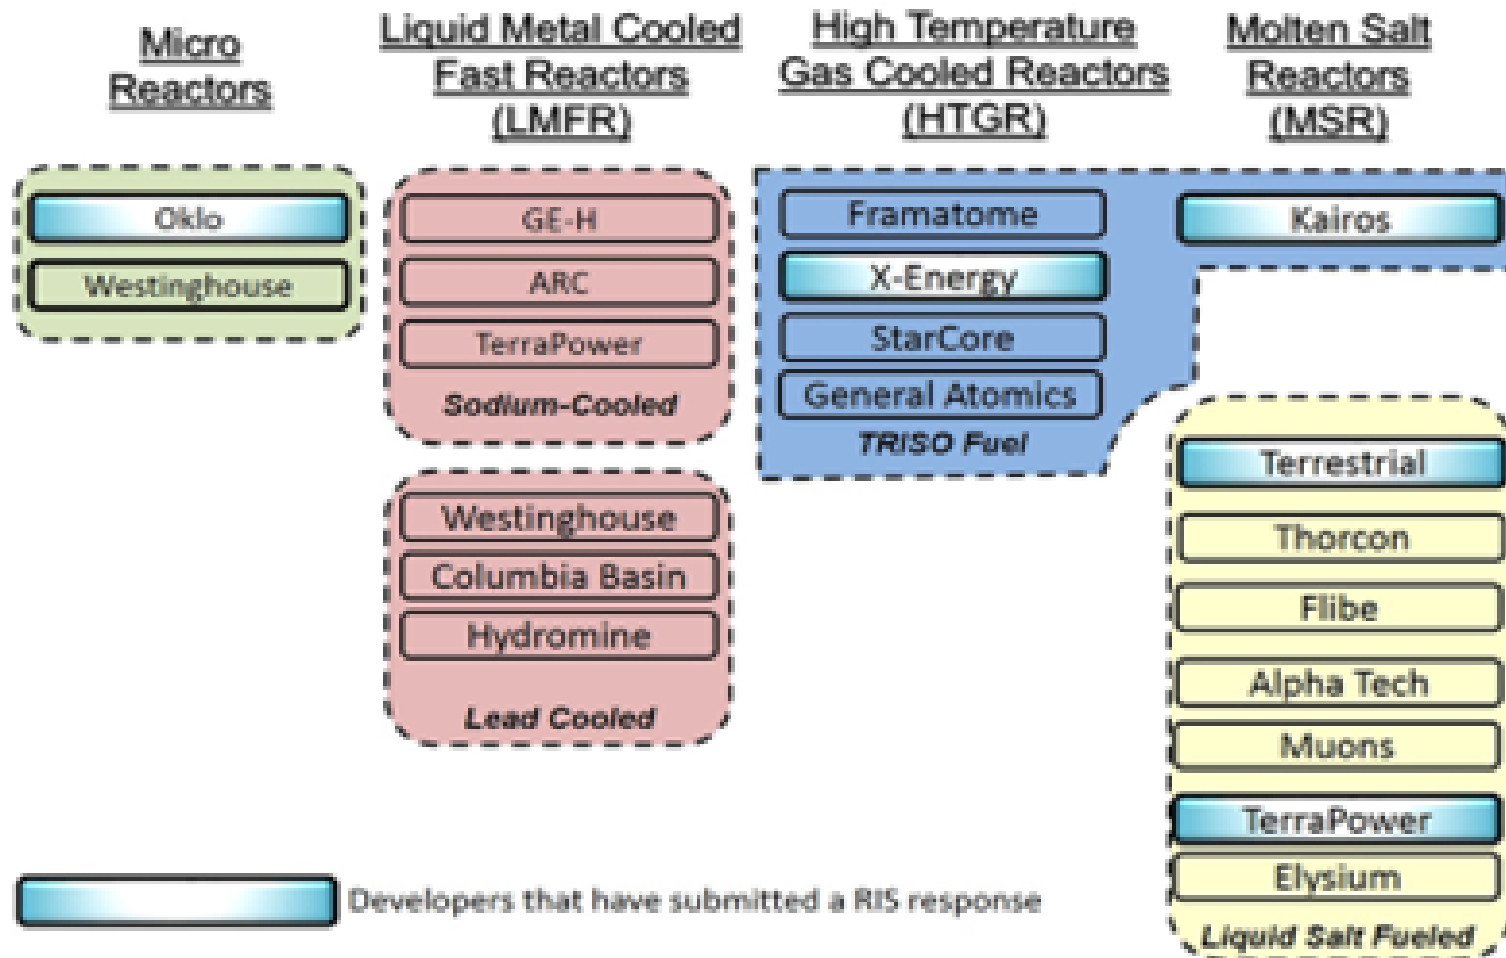 Micro
Reactors
Liquid Metal Cooled
Fast Reactors
(LMFR)
High Temperature
Gas Cooled Reactors
(HTGR)
Molten Salt
Reactors
(MSR)
Oklo
Westinghouse
GE-H
ARC
TerraPower
Sodium-Cooled
Westinghouse
Columbia Basin
Hydromine
Lead Cooled
Framatome
X-Energy
StarCore
General Atomics
TRISO Fuel
Kairos
Terrestrial
Thorcon
Flibe
Alpha Tech
Muons
TerraPower
Elysium
Liquid Salt Fueled
Developers that have submitted a RIS response